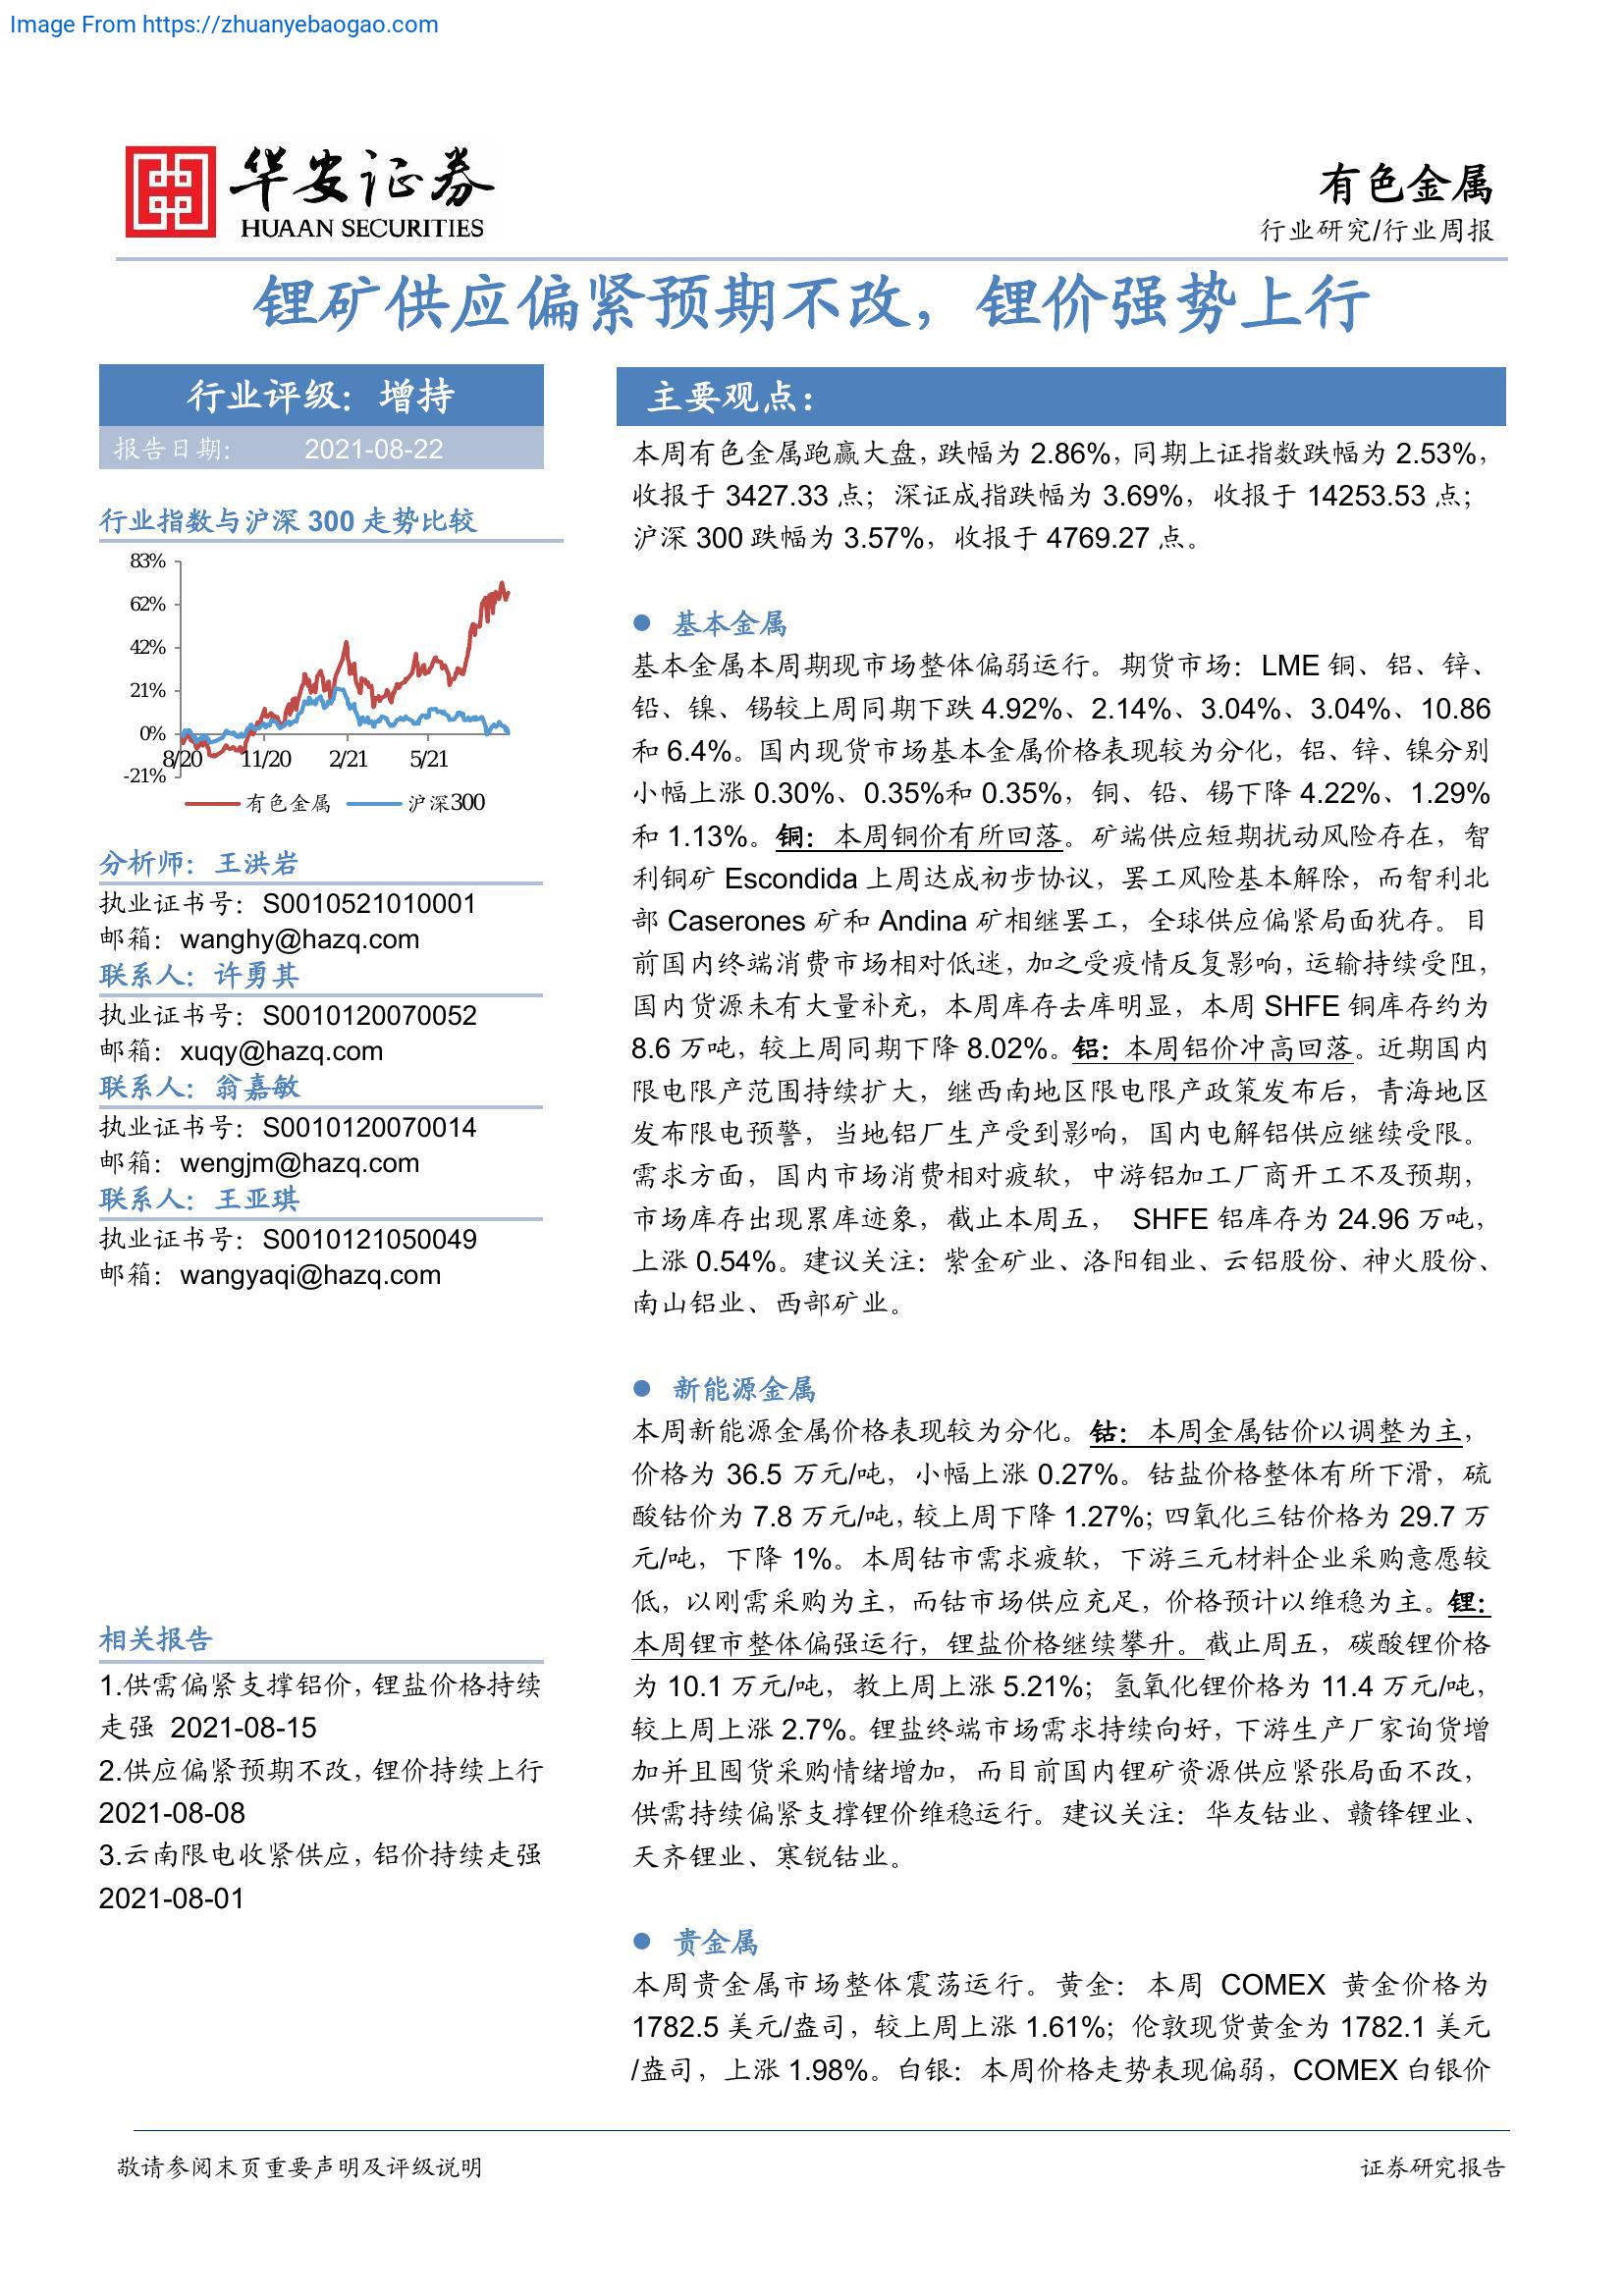 Image From https://zhuanyebaogao.com
华安证券
HUAAN SECURITIES
有色金属
行业研究/行业周报
锂矿供应偏紧预期不改，锂价强势上行
行业评级：增持
报告日期： 2021-08-22
行业指数与沪深 300 走势比较
83%
62%
42%
21%
0%
-21%
8/20 11/20 2/21 5/21
有色金属 沪深300
分析师：王洪岩
执业证书号：S0010521010001
邮箱：wanghy@hazq.com
联系人：许勇其
执业证书号：S0010120070052
邮箱：xuqy@hazq.com
联系人：翁嘉敏
执业证书号：S0010120070014
邮箱：wengjm@hazq.com
联系人：王亚琪
执业证书号：S0010121050049
邮箱：wangyaqi@hazq.com
相关报告
1.供需偏紧支撑铝价，锂盐价格持续
走强 2021-08-15
2.供应偏紧预期不改，锂价持续上行
2021-08-08
3.云南限电收紧供应，铝价持续走强
2021-08-01
主要观点：
本周有色金属跑赢大盘，跌幅为 2.86%，同期上证指数跌幅为 2.53%，
收报于 3427.33 点；深证成指跌幅为 3.69%，收报于 14253.53 点；
沪深 300 跌幅为 3.57%，收报于 4769.27 点。
● 基本金属
基本金属本周期现市场整体偏弱运行。期货市场：LME 铜、铝、锌、
铅、镍、锡较上周同期下跌 4.92%、2.14%、3.04%、3.04%、10.86
和 6.4%。国内现货市场基本金属价格表现较为分化，铝、锌、镍分别
小幅上涨 0.30%、0.35%和 0.35%，铜、铅、锡下降 4.22%、1.29%
和 1.13%。铜：本周铜价有所回落。矿端供应短期扰动风险存在，智
利铜矿 Escondida 上周达成初步协议，罢工风险基本解除，而智利北
部 Caserones 矿和 Andina 矿相继罢工，全球供应偏紧局面犹存。目
前国内终端消费市场相对低迷，加之受疫情反复影响，运输持续受阻，
国内货源未有大量补充，本周库存去库明显，本周 SHFE 铜库存约为
8.6 万吨，较上周同期下降 8.02%。铝：本周铝价冲高回落。近期国内
限电限产范围持续扩大，继西南地区限电限产政策发布后，青海地区
发布限电预警，当地铝厂生产受到影响，国内电解铝供应继续受限。
需求方面，国内市场消费相对疲软，中游铝加工厂商开工不及预期，
市场库存出现累库迹象，截止本周五， SHFE 铝库存为 24.96 万吨，
上涨 0.54%。建议关注：紫金矿业、洛阳钼业、云铝股份、神火股份、
南山铝业、西部矿业。
● 新能源金属
本周新能源金属价格表现较为分化。钴：本周金属钴价以调整为主，
价格为 36.5 万元/吨，小幅上涨 0.27%。钴盐价格整体有所下滑，硫
酸钴价为 7.8 万元/吨，较上周下降 1.27%；四氧化三钴价格为 29.7 万
元/吨，下降 1%。本周钴市需求疲软，下游三元材料企业采购意愿较
低，以刚需采购为主，而钴市场供应充足，价格预计以维稳为主。锂：
本周锂市整体偏强运行，锂盐价格继续攀升。截止周五，碳酸锂价格
为 10.1 万元/吨，教上周上涨 5.21%；氢氧化锂价格为 11.4 万元/吨，
较上周上涨 2.7%。锂盐终端市场需求持续向好，下游生产厂家询货增
加并且囤货采购情绪增加，而目前国内锂矿资源供应紧张局面不改，
供需持续偏紧支撑锂价维稳运行。建议关注：华友钴业、赣锋锂业、
天齐锂业、寒锐钴业。
● 贵金属
本周贵金属市场整体震荡运行。黄金：本周 COMEX 黄金价格为
1782.5 美元/盎司，较上周上涨 1.61%；伦敦现货黄金为 1782.1 美元
/盎司，上涨 1.98%。白银：本周价格走势表现偏弱，COMEX 白银价
敬请参阅末页重要声明及评级说明
证券研究报告